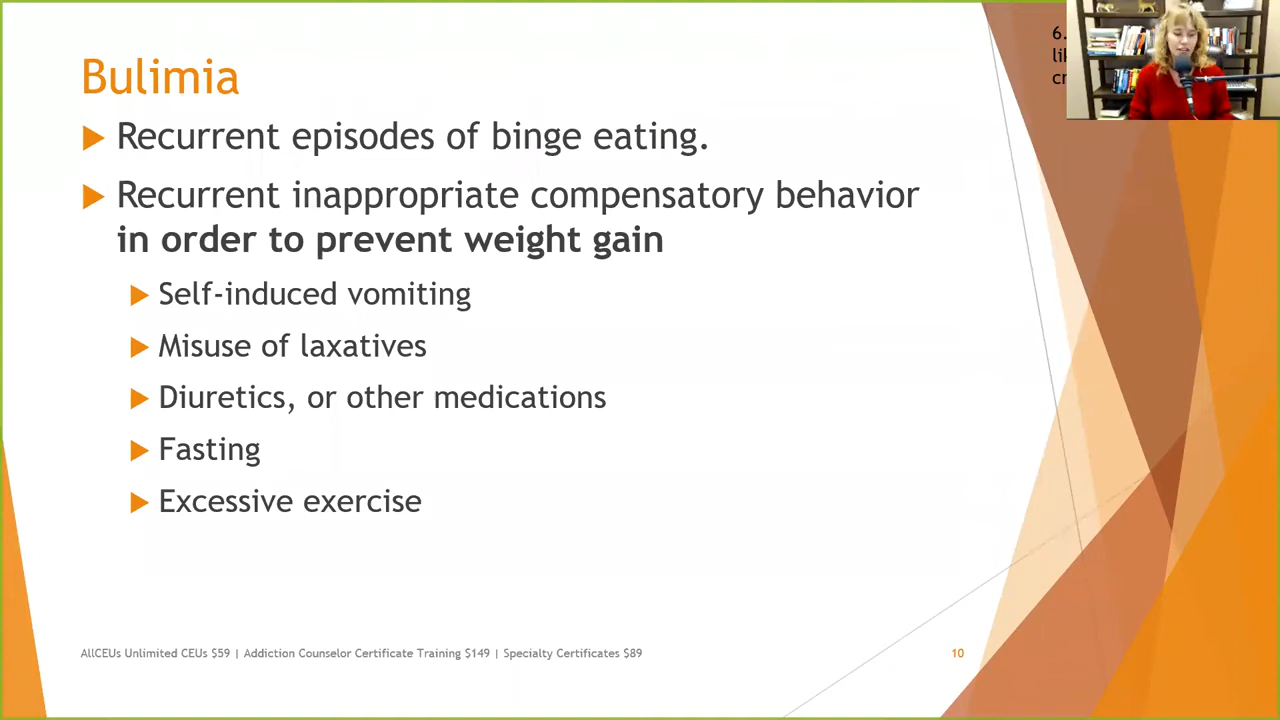 Bulimia
Recurrent episodes of binge eating.
Recurrent inappropriate compensatory behavior
in order to prevent weight gain
Self-induced vomiting
Misuse of laxatives
Diuretics, or other medications
Fasting
Excessive exercise
AllCEUs Unlimited CEUs $59 | Addiction Counselor Certificate Training $149 | Specialty Certificates $89
10
6.